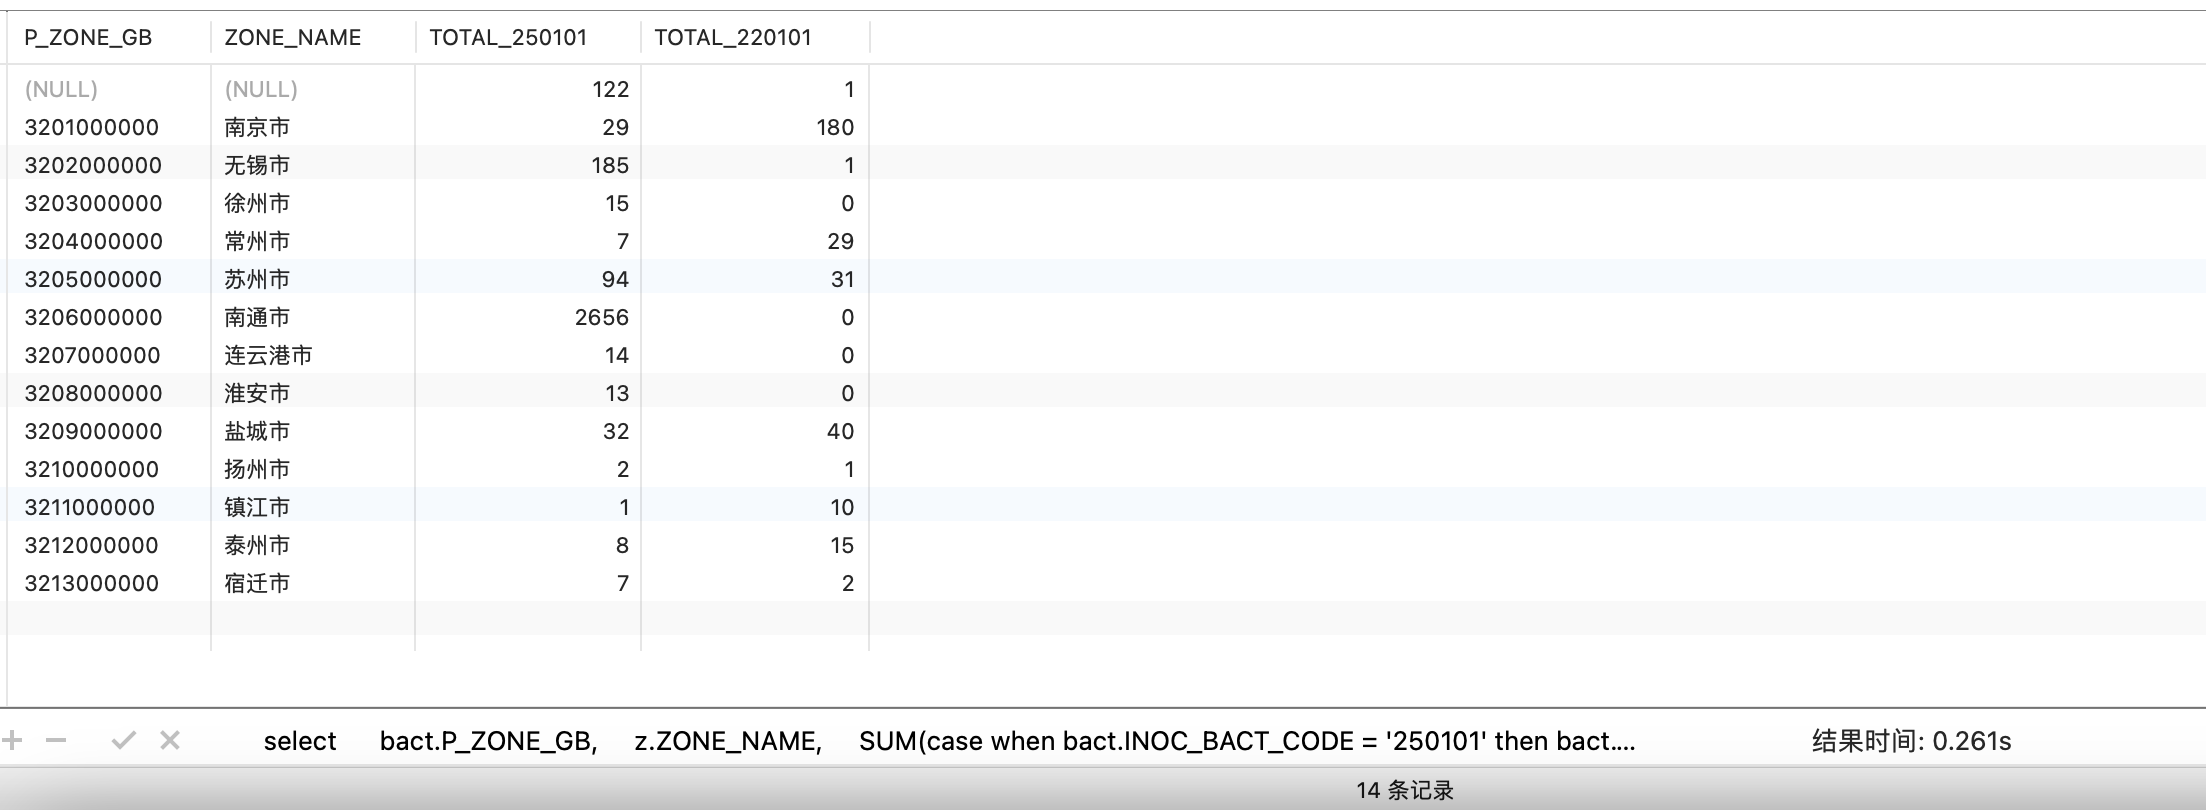 P_ZONE_GB ZONE_NAME TOTAL_250101 TOTAL_220101
(NULL) (NULL) 122 1
3201000000 南京市 29 180
3202000000 无锡市 185 1
3203000000 徐州市 15 0
3204000000 常州市 7 29
3205000000 苏州市 94 31
3206000000 南通市 2656 0
3207000000 连云港市 14 0
3208000000 淮安市 13 0
3209000000 盐城市 32 40
3210000000 扬州市 2 1
3211000000 镇江市 1 10
3212000000 泰州市 8 15
3213000000 宿迁市 7 2
select bact.P_ZONE_GB, z.ZONE_NAME, SUM(case when bact.INOC_BACT_CODE = '250101' then bact.... 结果时间: 0.261s
14 条记录